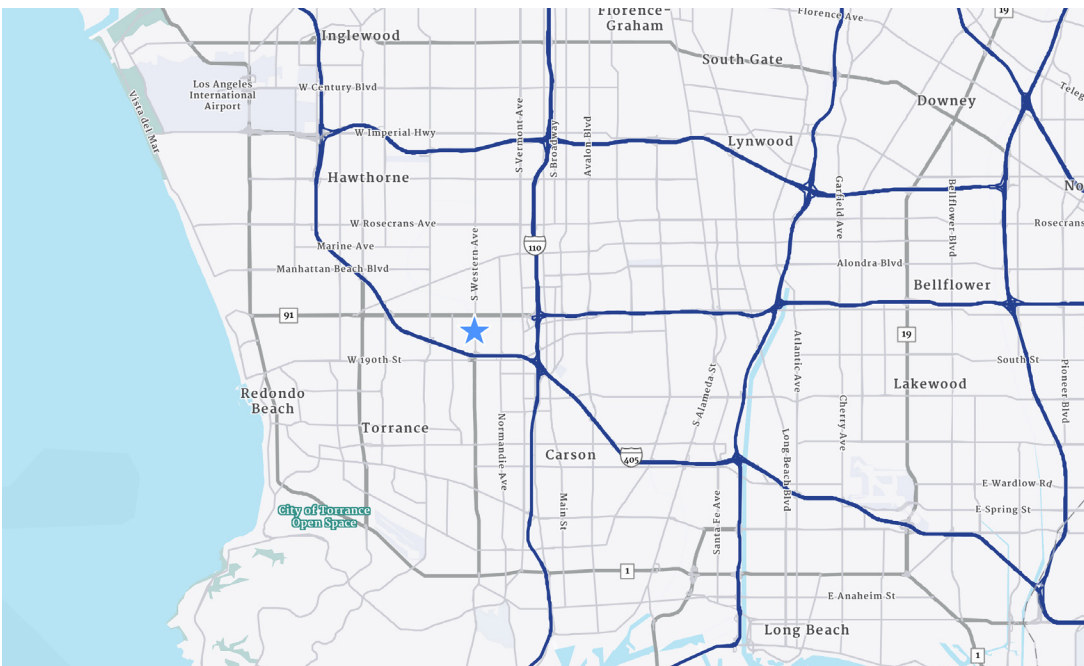 Florence-
Graham
Florence Ave
19
Inglewood
South Gate
Los Angeles
International
Airport
W Century Blvd
Downey
Vista del Mar
W Imperial Hwy
S Vermont Ave
S Broadway
Avalon Blvd
Lynwood
Hawthorne
Garfield Ave
Bellflower Blvd
W Rosecrans Ave
Rosecrans
Marine Ave
110
Manhattan Beach Blvd
S Western Ave
Alondra Blvd
Bellflower
91
19
W 190th St
Atlantic Ave
South St
Pioneer Blvd
Redondo
Beach
Lakewood
S Alameda St
Cherry Ave
Torrance
Normandie Ave
Carson
405
Long Beach Blvd
E Wardlow Rd
City of Torrance
Open Space
Main St
Santa Fe Ave
E Spring St
1
E Anaheim St
Long Beach
1